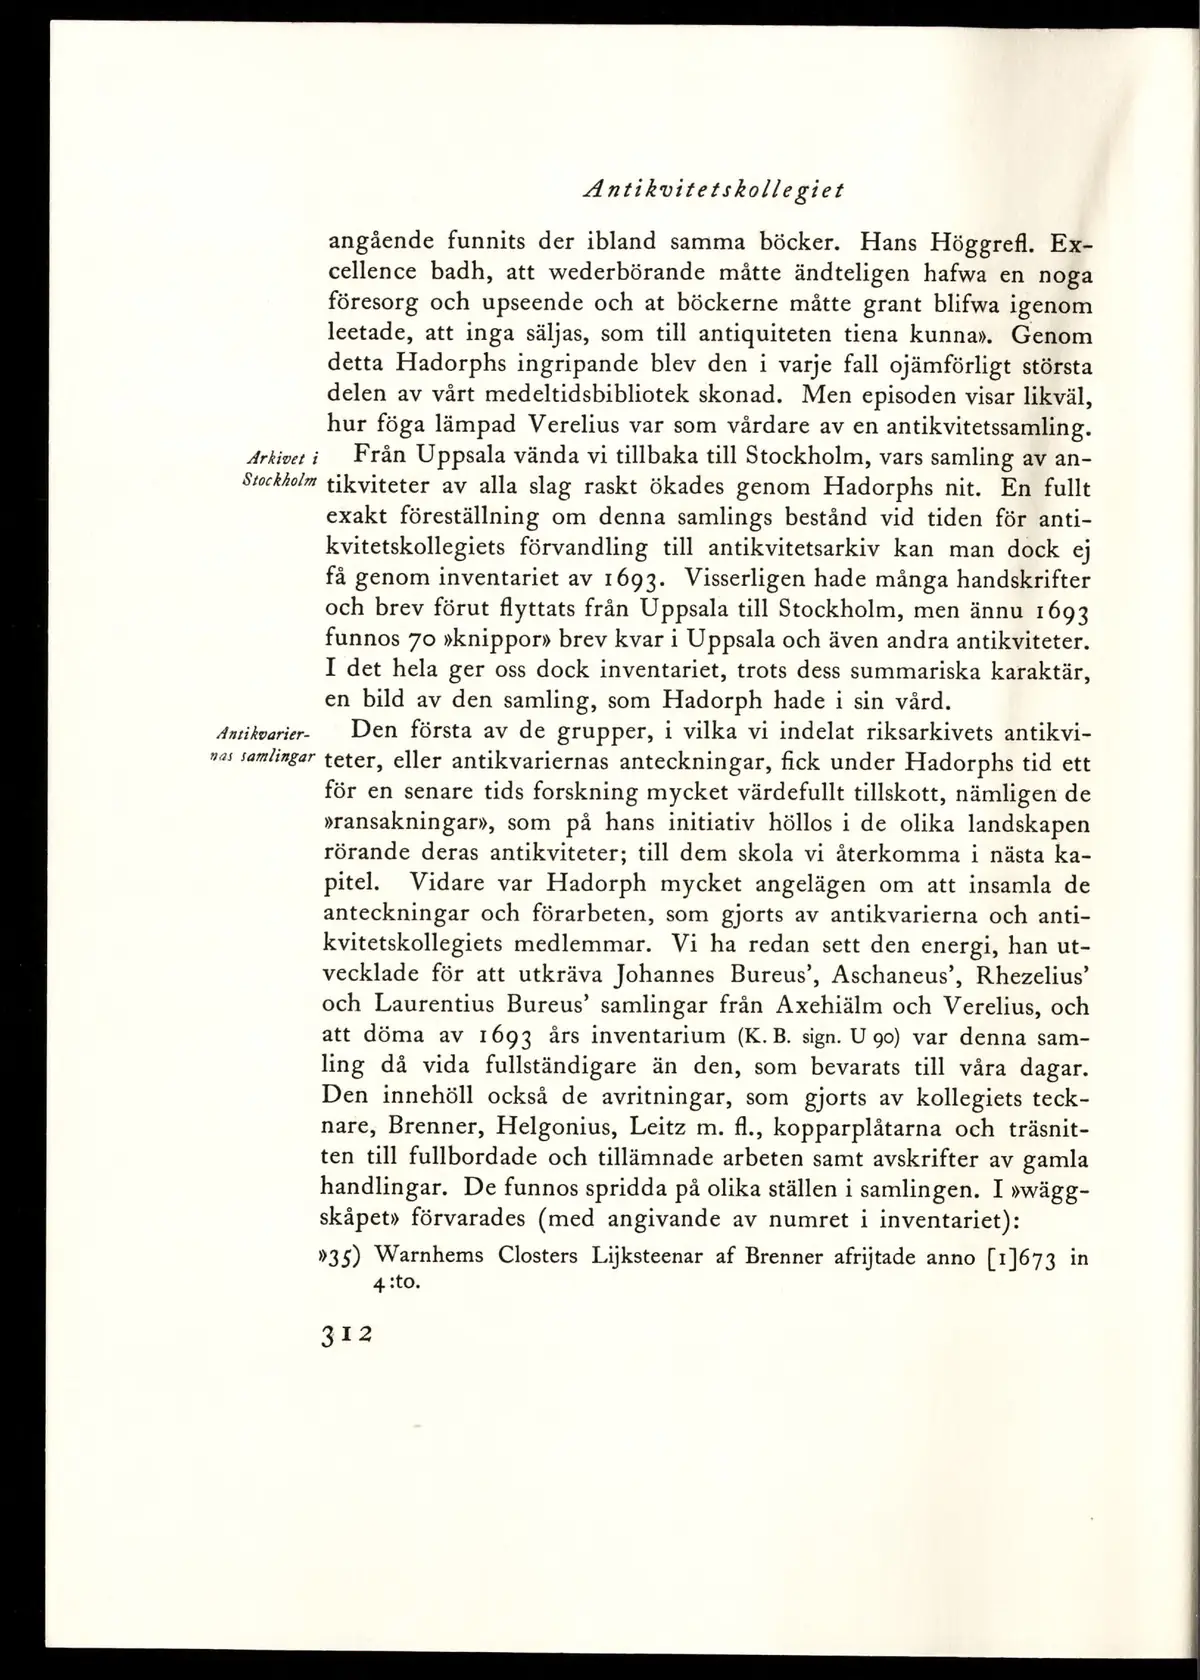 Antikvitetskollegiet
angående funnits der ibland samma böcker. Hans Höggrefl. Ex-
cellence badh, att wederbörande måtte ändteligen hafwa en noga
föresorg och upseende och at böckerne måtte grant blifwa igenom
leetade, att inga säljas, som till antiquiteten tiena kunna». Genom
detta Hadorphs ingripande blev den i varje fall ojämförligt största
delen av vårt medeltidsbibliotek skonad. Men episoden visar likväl,
hur föga lämpad Verelius var som vårdare av en antikvitetssamling.
Arkivet i
Stockholm
Från Uppsala vända vi tillbaka till Stockholm, vars samling av an-
tikviteter av alla slag raskt ökades genom Hadorphs nit. En fullt
exakt föreställning om denna samlings bestånd vid tiden för anti-
kvitetskollegiets förvandling till antikvitetsarkiv kan man dock ej
få genom inventariet av 1693. Visserligen hade många handskrifter
och brev förut flyttats från Uppsala till Stockholm, men ännu 1693
funnos 70 »knippor» brev kvar i Uppsala och även andra antikviteter.
I det hela ger oss dock inventariet, trots dess summariska karaktär,
en bild av den samling, som Hadorph hade i sin vård.
Antikvarier-
nas samlingar
Den första av de grupper, i vilka vi indelat riksarkivets antikvi-
teter, eller antikvariernas anteckningar, fick under Hadorphs tid ett
för en senare tids forskning mycket värdefullt tillskott, nämligen de
»ransakningar», som på hans initiativ höllos i de olika landskapen
rörande deras antikviteter; till dem skola vi återkomma i nästa ka-
pitel. Vidare var Hadorph mycket angelägen om att insamla de
anteckningar och förarbeten, som gjorts av antikvarierna och anti-
kvitetskollegiets medlemmar. Vi ha redan sett den energi, han ut-
vecklade för att utkräva Johannes Bureus’, Aschaneus’, Rhezelius’
och Laurentius Bureus’ samlingar från Axehiälm och Verelius, och
att döma av 1693 års inventarium (K. B. sign. U 90) var denna sam-
ling då vida fullständigare än den, som bevarats till våra dagar.
Den innehöll också de avritningar, som gjorts av kollegiets teck-
nare, Brenner, Helgonius, Leitz m. fl., kopparplåtarna och träsnit-
ten till fullbordade och tillämnade arbeten samt avskrifter av gamla
handlingar. De funnos spridda på olika ställen i samlingen. I »wägg-
skåpet» förvarades (med angivande av numret i inventariet):
»35) Warnhems Closters Lijksteenar af Brenner afrijtade anno [1]673 in
4:to.
312